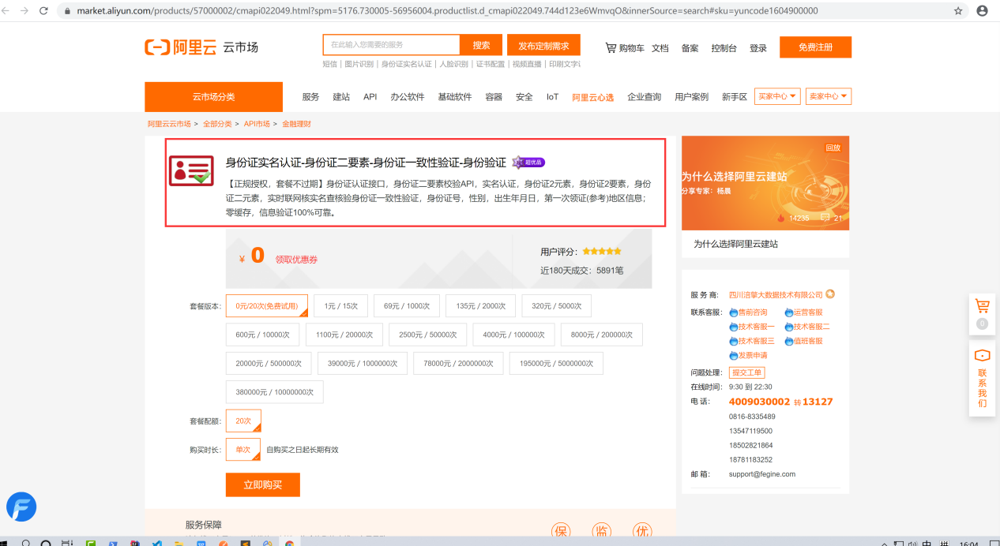 market.aliyun.com/products/57000002/cmapi022049.html?spm=5176.730005-56956004.productlist.d_cmapi022049.744d123e6WmvqO&innerSource=search#sku=yuncode1604900000
阿里云 云市场
在此输入您需要的服务 搜索 发布定制需求
购物车 文档 备案 控制台 登录 免费注册
短信 | 图片识别 | 身份证实名认证 | 人脸识别 | 证书配置 | 视频直播 | 印刷文字
云市场分类 服务 建站 API 办公软件 基础软件 容器 安全 IoT 阿里云心选 企业查询 用户案例 新手区 买家中心 卖家中心
阿里云云市场 > 全部分类 > API市场 > 金融理财
身份证实名认证-身份证二要素-身份证一致性验证-身份验证 超优品
【正规授权，套餐不过期】身份证认证接口，身份证二要素校验API，实名认证，身份证2元素，身份证2要素，身份
证二元素，实时联网核实名查核验身份证一致性验证，身份证号，性别，出生年月日，第一次领证(参考)地区信息；
零缓存，信息验证100%可靠。
¥ 0 领取优惠券
用户评分：
近180天成交：5891笔
套餐版本： 0元/20次(免费试用) 1元 / 15次 69元 / 1000次 135元 / 2000次 320元 / 5000次
600元 / 10000次 1100元 / 20000次 2500元 / 50000次 4000元 / 100000次 8000元 / 200000次
20000元 / 500000次 39000元 / 1000000次 78000元 / 2000000次 195000元 / 5000000次
380000元 / 10000000次
套餐配额： 20次
购买时长： 单次 自购买之日起长期有效
立即购买
服务保障
保 监 优
回放
为什么选择阿里云建站
分享专家：杨晨
14235 21
为什么选择阿里云建站
服 务 商： 四川涪擎大数据技术有限公司
联系客服： 售前咨询 运营客服
技术客服一 技术客服二
技术客服三 值班客服
发票申请
问题处理： 提交工单
在线时间： 9:30 到 22:30
电 话： 4009030002 转 13127
0816-8335489
13547119500
18502821864
18781183252
邮 箱： support@fegine.com
0
联系我们
中 拼 16:04